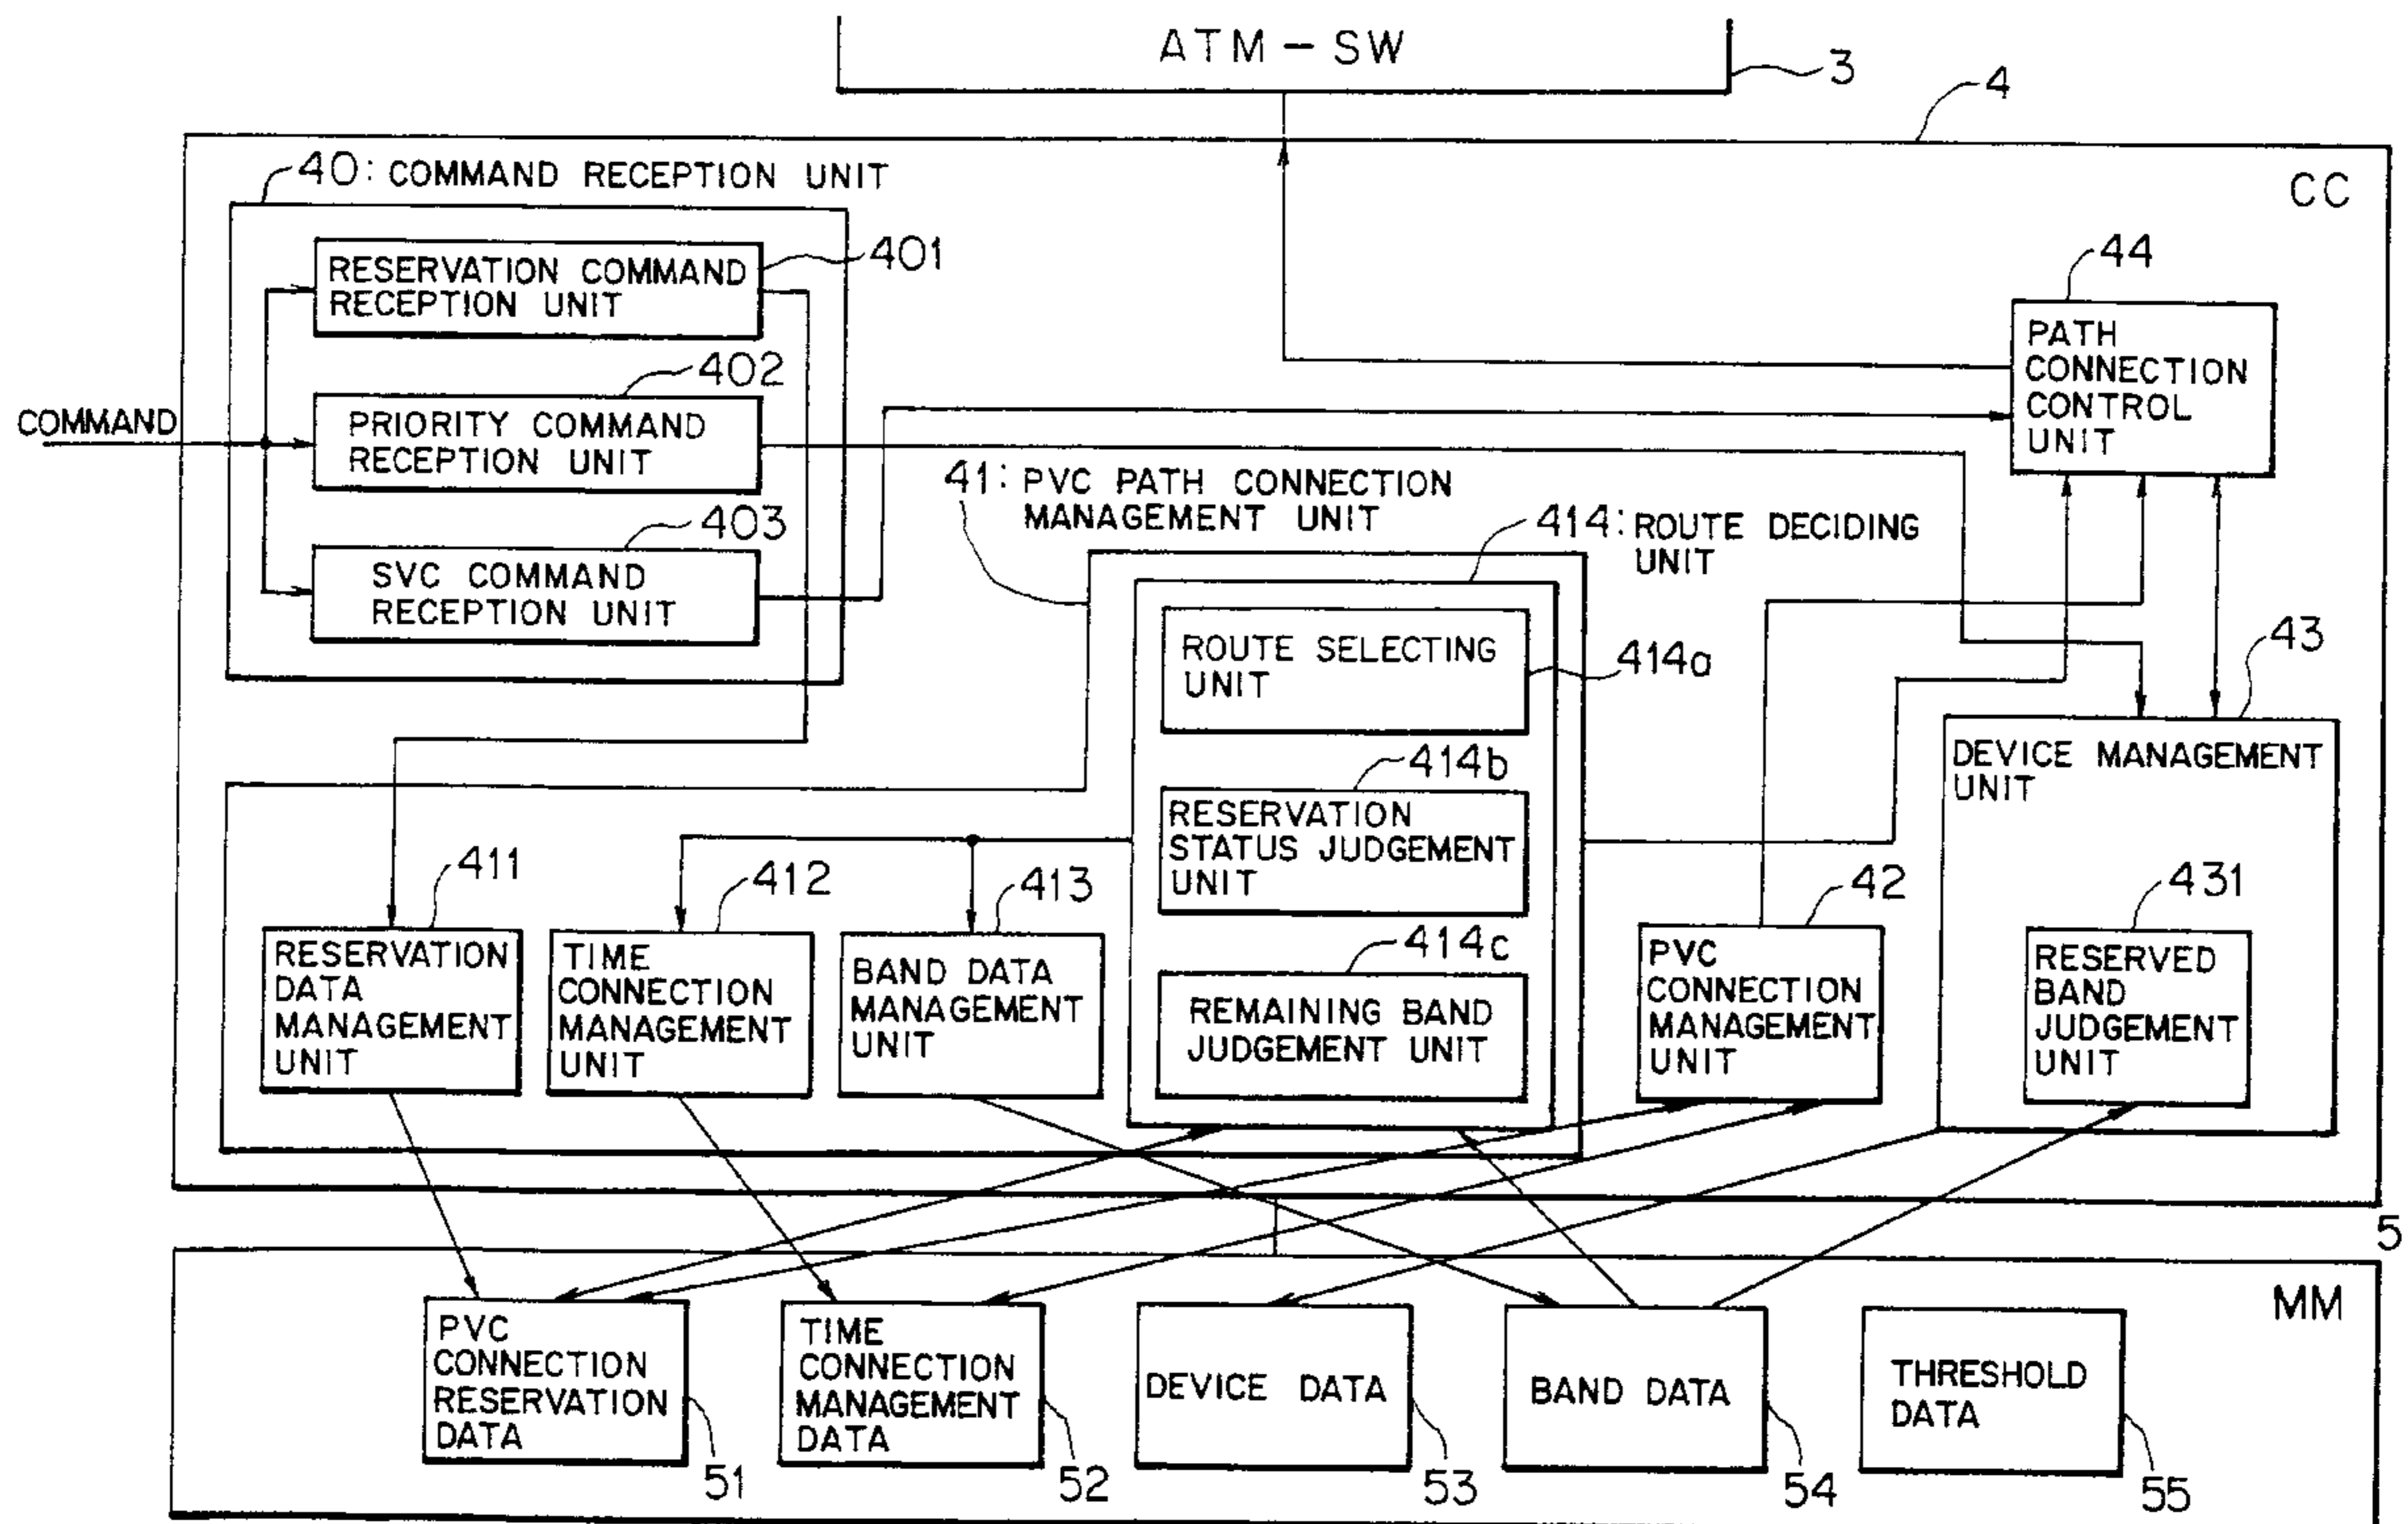 ATM-SW
3
4
CC
40: COMMAND RECEPTION UNIT
401
RESERVATION COMMAND
RECEPTION UNIT
402
PRIORITY COMMAND
RECEPTION UNIT
COMMAND
403
SVC COMMAND
RECEPTION UNIT
44
PATH
CONNECTION
CONTROL
UNIT
41: PVC PATH CONNECTION
MANAGEMENT UNIT
414: ROUTE DECIDING
UNIT
ROUTE SELECTING
UNIT
414a
414b
RESERVATION
STATUS JUDGEMENT
UNIT
414c
REMAINING BAND
JUDGEMENT UNIT
43
DEVICE MANAGEMENT
UNIT
431
RESERVED
BAND
JUDGEMENT
UNIT
411
RESERVATION
DATA
MANAGEMENT
UNIT
412
TIME
CONNECTION
MANAGEMENT
UNIT
413
BAND DATA
MANAGEMENT
UNIT
42
PVC
CONNECTION
MANAGEMENT
UNIT
5
MM
PVC
CONNECTION
RESERVATION
DATA
51
TIME
CONNECTION
MANAGEMENT
DATA
52
DEVICE DATA
53
BAND DATA
54
THRESHOLD
DATA
55